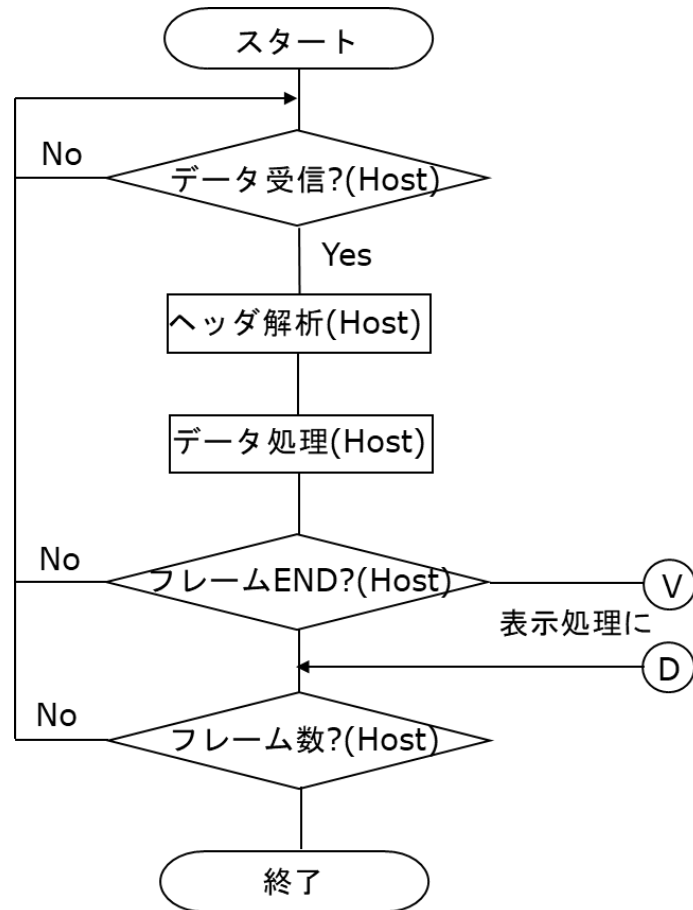 スタート
No
データ受信?(Host)
Yes
ヘッダ解析(Host)
データ処理(Host)
No
フレームEND?(Host)
V
表示処理に
D
No
フレーム数?(Host)
終了